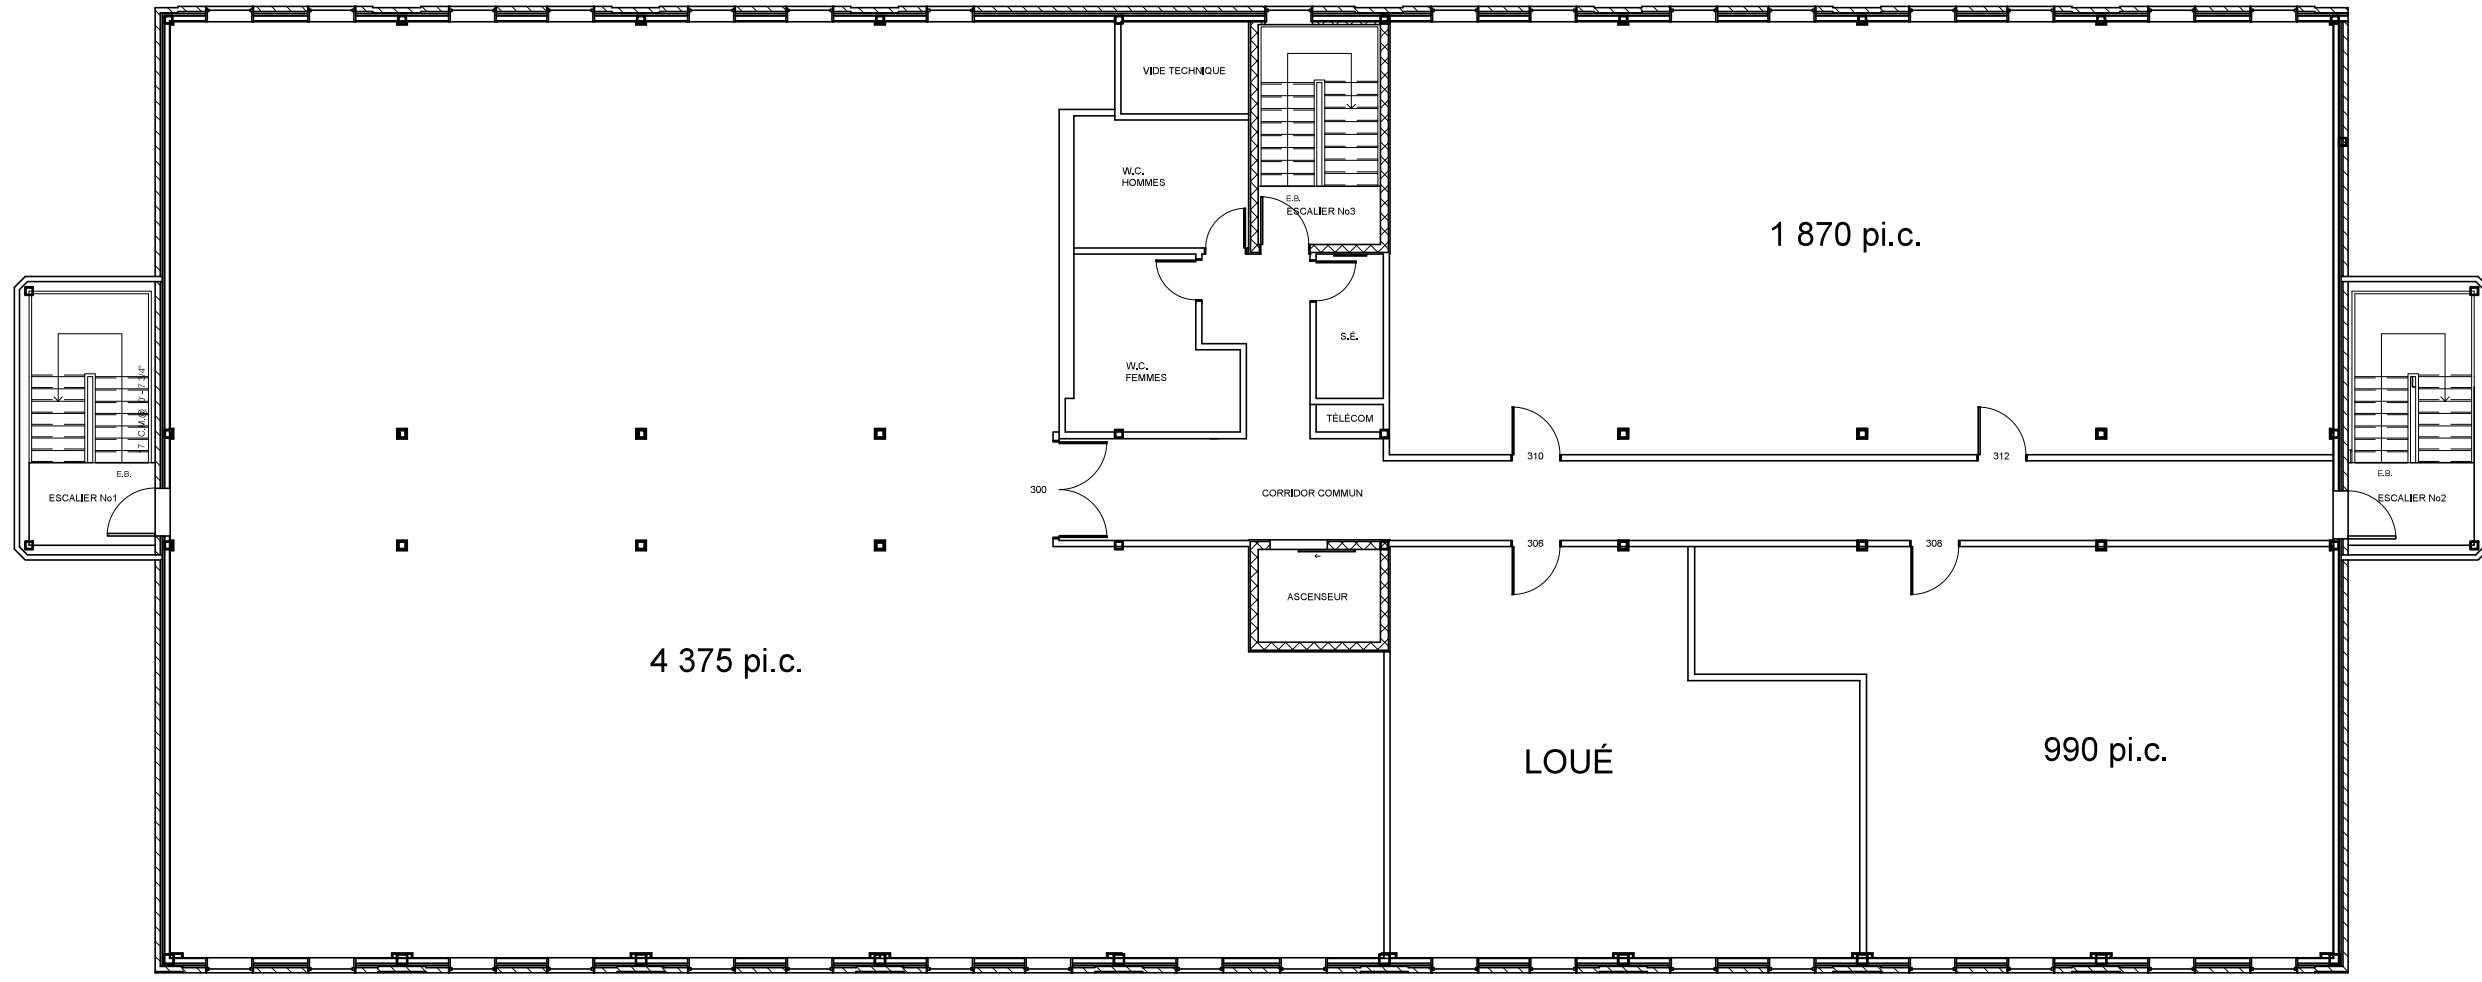 VIDE TECHNIQUE
W.C.
HOMMES
E.B.
ESCALIER No3
1 870 pi.c.
S.É.
W.C.
FEMMES
TÉLÉCOM
E.B.
ESCALIER No1
300
CORRIDOR COMMUN
310
312
E.B.
ESCALIER No2
306
308
ASCENSEUR
4 375 pi.c.
LOUÉ
990 pi.c.